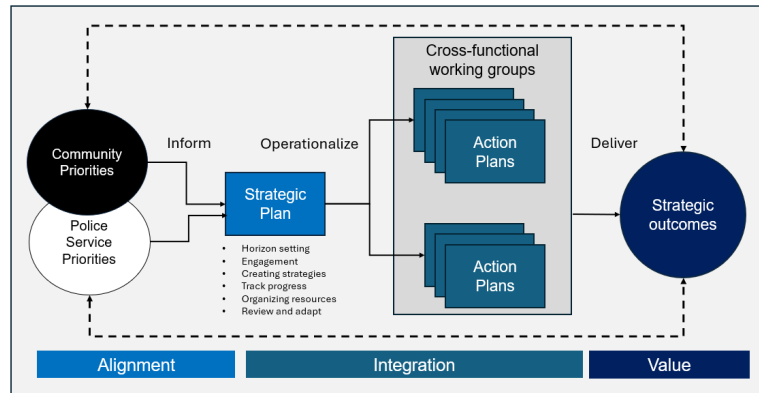 Cross-functional
working groups
Inform
Operationalize
Deliver
Community
Priorities
Police
Service
Priorities
Strategic
Plan
• Horizon setting
• Engagement
• Creating strategies
• Track progress
• Organizing resources
• Review and adapt
Action
Plans
Action
Plans
Strategic
outcomes
Alignment
Integration
Value